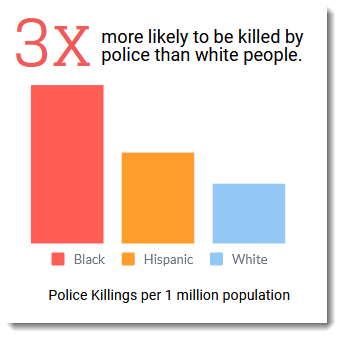 3x more likely to be killed by
police than white people.
Black Hispanic White
Police Killings per 1 million population